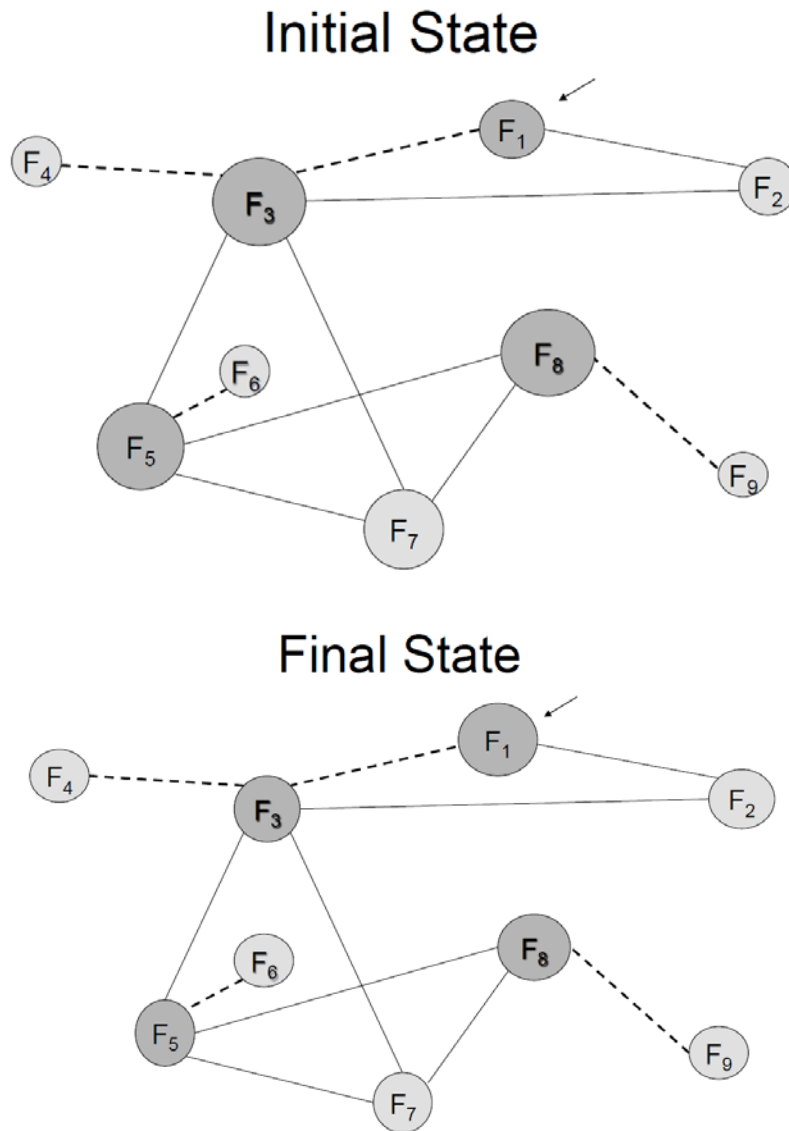 Initial State
F₁
F₄
F₂
F₃
F₈
F₆
F₅
F₉
F₇
Final State
F₁
F₄
F₂
F₃
F₈
F₆
F₅
F₉
F₇